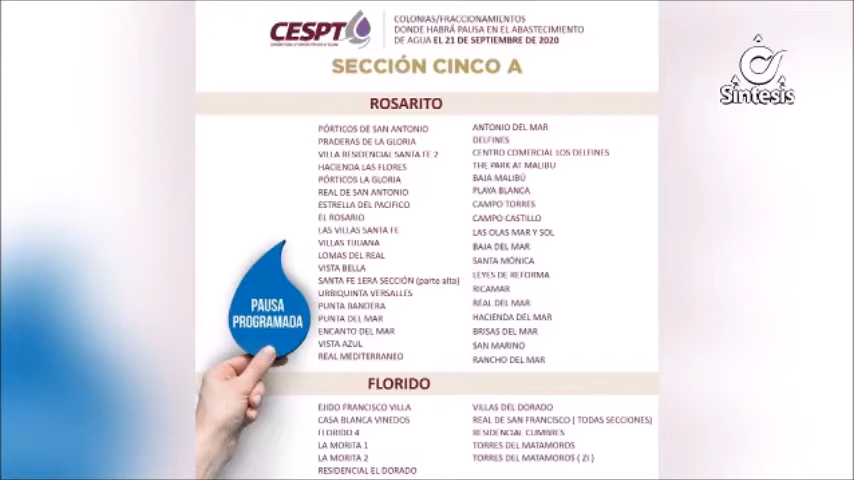 CESPT
COLONIAS/FRACCIONAMIENTOS
DONDE HABRÁ PAUSA EN EL ABASTECIMIENTO
DE AGUA EL 21 DE SEPTIEMBRE DE 2020
SECCIÓN CINCO A
Síntesis
ROSARITO
PÓRTICOS DE SAN ANTONIO
PRADERAS DE LA GLORIA
VILLA RESIDENCIAL SANTA FE 2
HACIENDA LAS FLORES
PÓRTICOS LA GLORIA
REAL DE SAN ANTONIO
ESTRELLA DEL PACIFICO
EL ROSARIO
LAS VILLAS SANTA FE
VILLAS TIJUANA
LOMAS DEL REAL
VISTA BELLA
SANTA FE 1ERA SECCIÓN (parte alta)
URBIQUINTA VERSALLES
PUNTA BANDERA
PUNTA DEL MAR
ENCANTO DEL MAR
VISTA AZUL
REAL MEDITERRANEO
ANTONIO DEL MAR
DELFINES
CENTRO COMERCIAL LOS DELFINES
THE PARK AT MALIBU
BAJA MALIBÚ
PLAYA BLANCA
CAMPO TORRES
CAMPO CASTILLO
LAS OLAS MAR Y SOL
BAJA DEL MAR
SANTA MÓNICA
LEYES DE REFORMA
RICAMAR
REAL DEL MAR
HACIENDA DEL MAR
BRISAS DEL MAR
SAN MARINO
RANCHO DEL MAR
PAUSA
PROGRAMADA
FLORIDO
EJIDO FRANCISCO VILLA
CASA BLANCA VINEDOS
FLORIDO 4
LA MORITA 1
LA MORITA 2
RESIDENCIAL EL DORADO
VILLAS DEL DORADO
REAL DE SAN FRANCISCO ( TODAS SECCIONES)
RESIDENCIAL CUMBRES
TORRES DEL MATAMOROS
TORRES DEL MATAMOROS ( ZI )